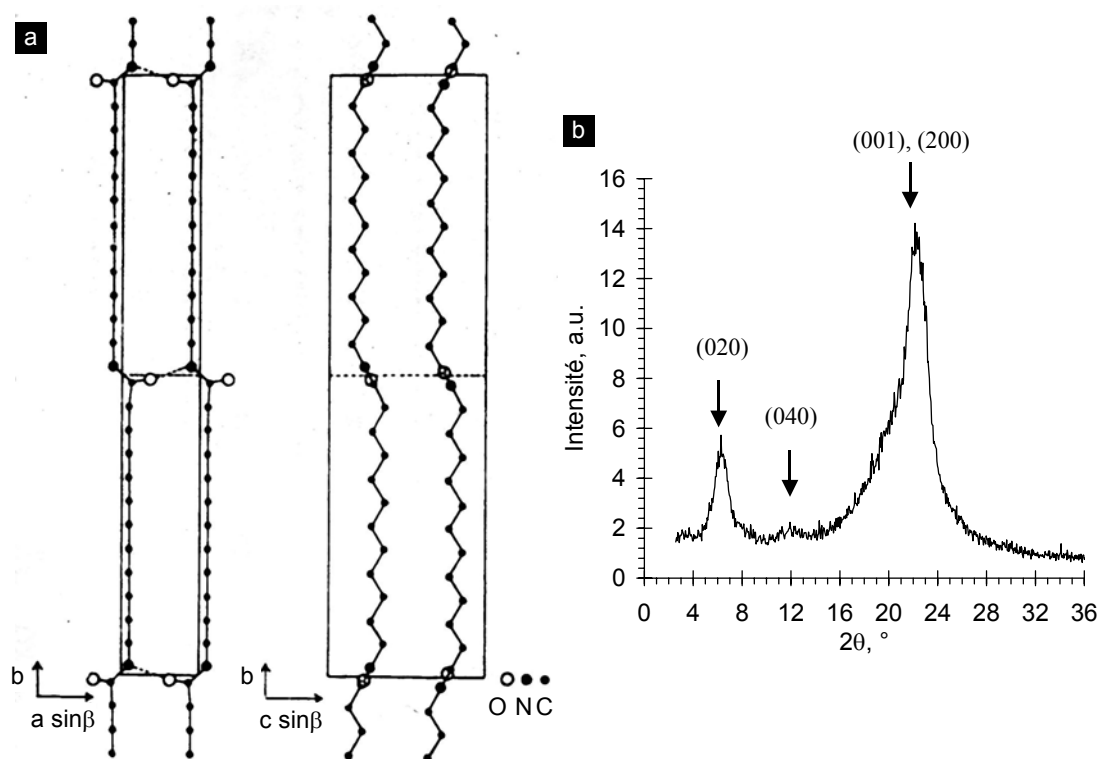 a
b
a sinβ
b
c sinβ
O N C
b
(001), (200)
(020)
(040)
Intensité, a.u.
16
14
12
10
8
6
4
2
0
0 4 8 12 16 20 24 28 32 36
2θ, °